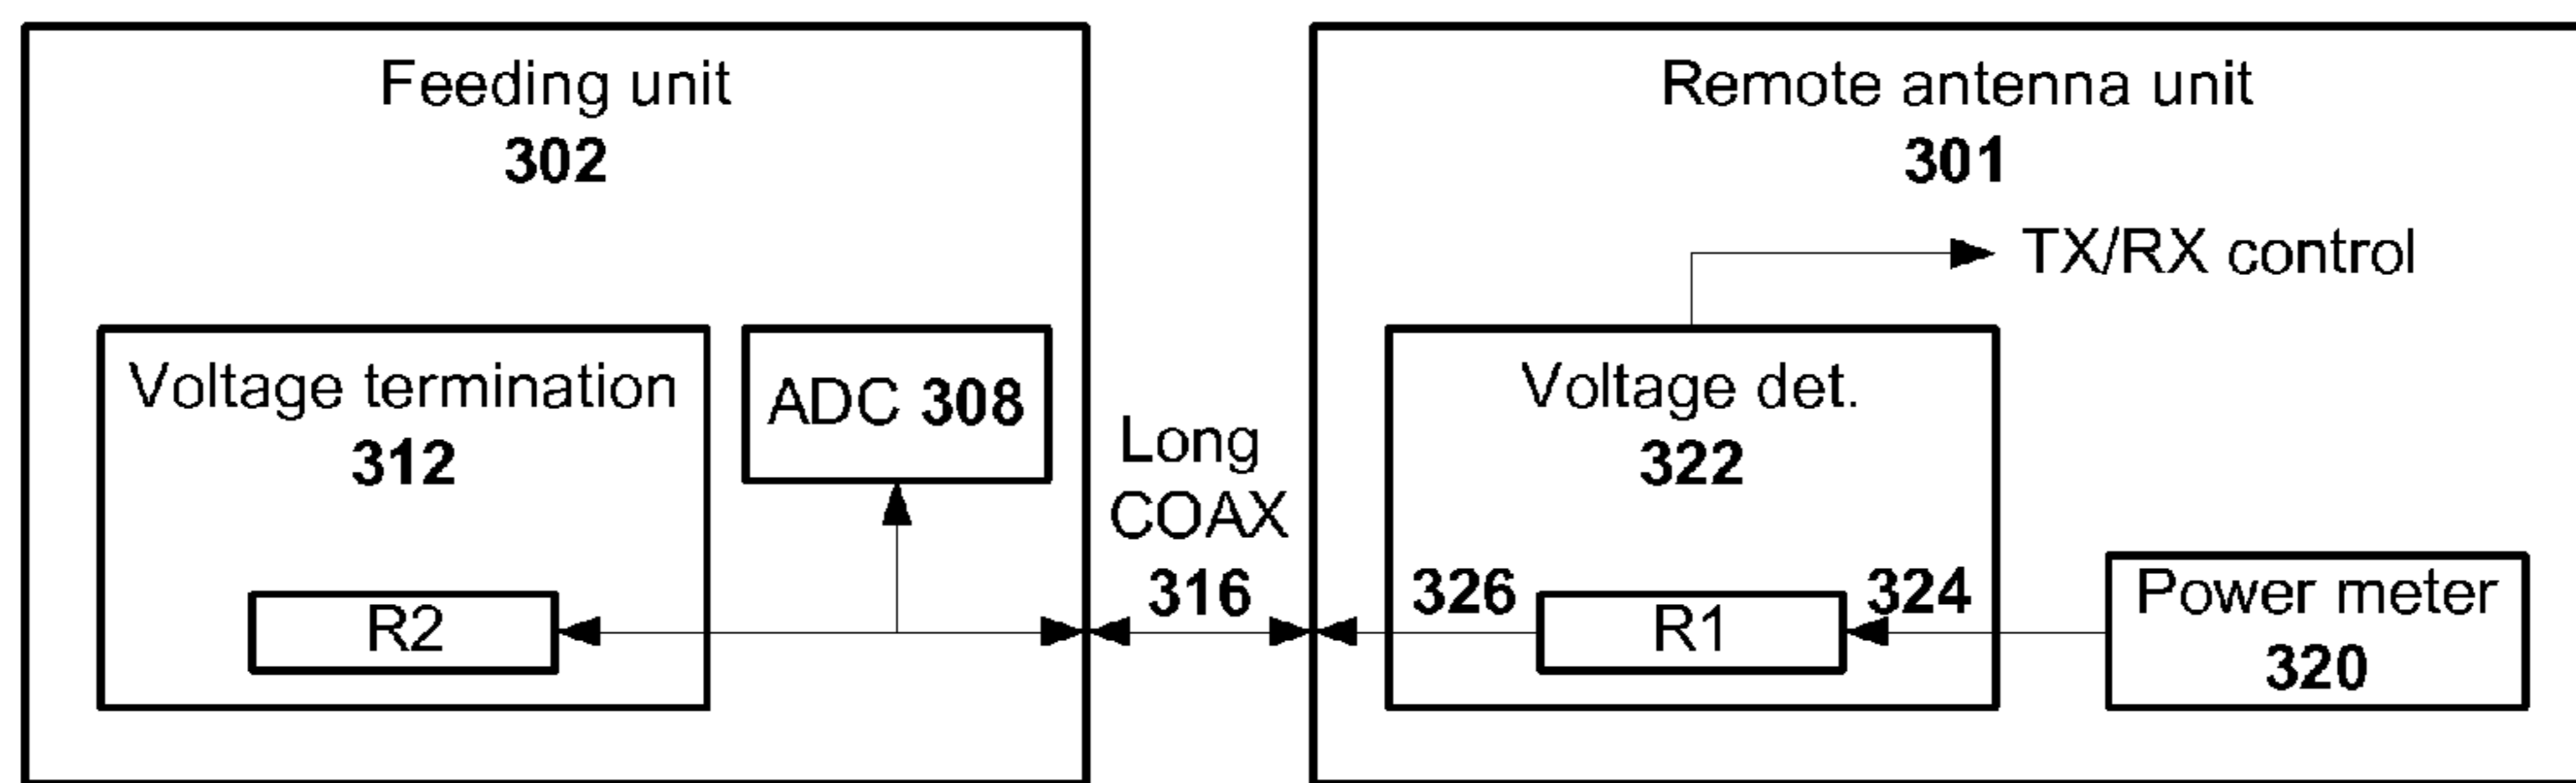 Feeding unit
302
Voltage termination
312
R2
ADC 308
Long
COAX
316
Remote antenna unit
301
TX/RX control
Voltage det.
322
326
R1
324
Power meter
320